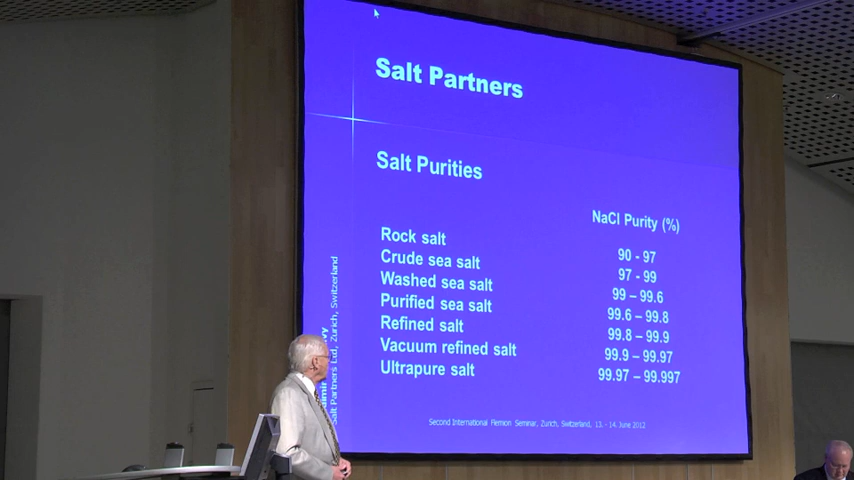 Salt Partners
Salt Purities
NaCl Purity (%)
Rock salt 90 - 97
Crude sea salt 97 - 99
Washed sea salt 99 – 99.6
Purified sea salt 99.6 – 99.8
Refined salt 99.8 – 99.9
Vacuum refined salt 99.9 – 99.97
Ultrapure salt 99.97 – 99.997
Salt Partners Ltd, Zurich, Switzerland
Second International Remion Seminar, Zurich, Switzerland, 13. - 14. June 2012